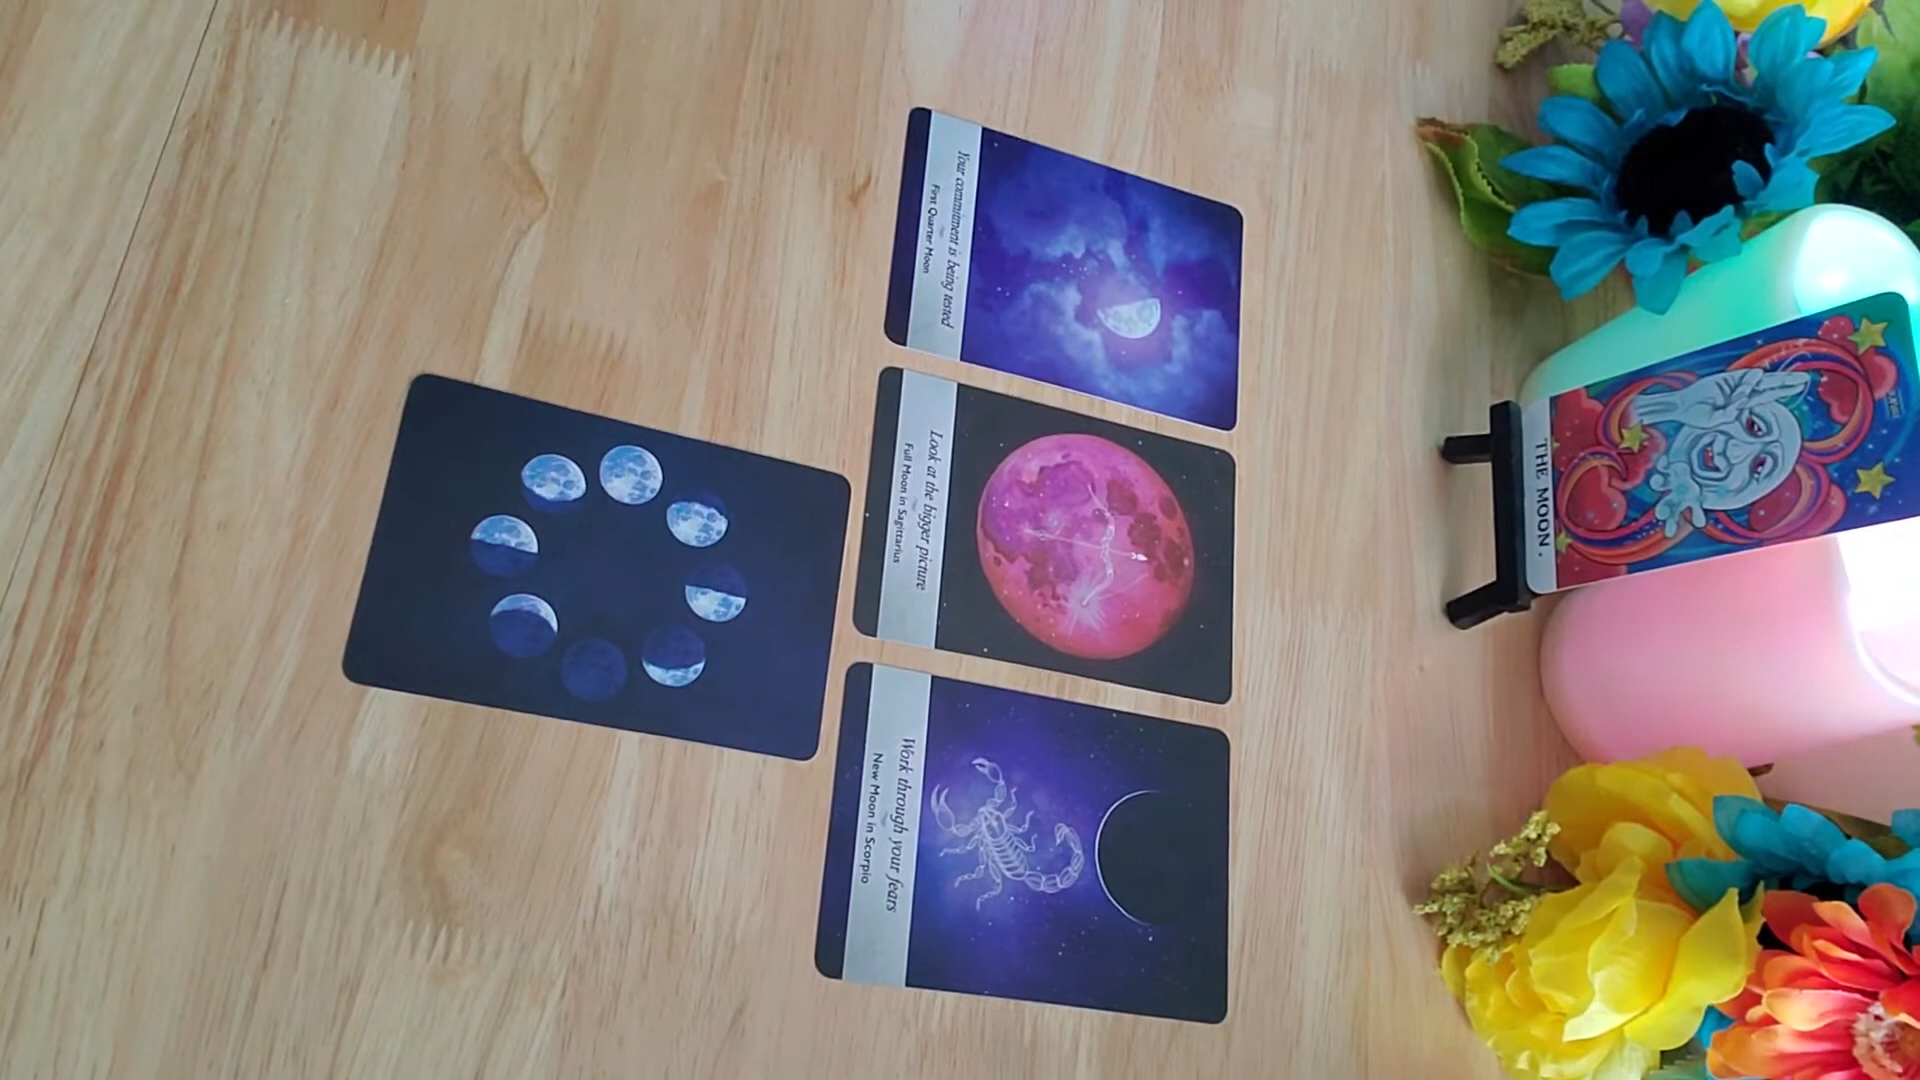 Your commitment is being tested
First Quarter Moon
Look at the bigger picture
Full Moon in Sagittarius
Work through your fears
New Moon in Scorpio
THE MOON.